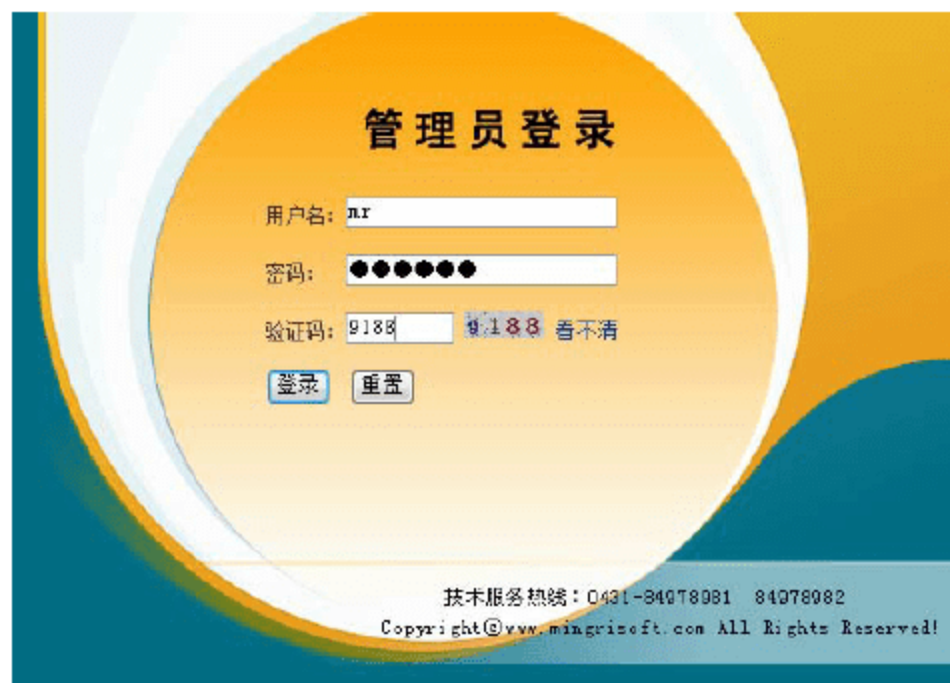 管理员登录
用户名: mr
密码: ●●●●●●
验证码: 9188 9188 看不清
登录 重置
技术服务热线：0431-84978981 84978982
Copyright©www.mingrisoft.com All Rights Reserved!